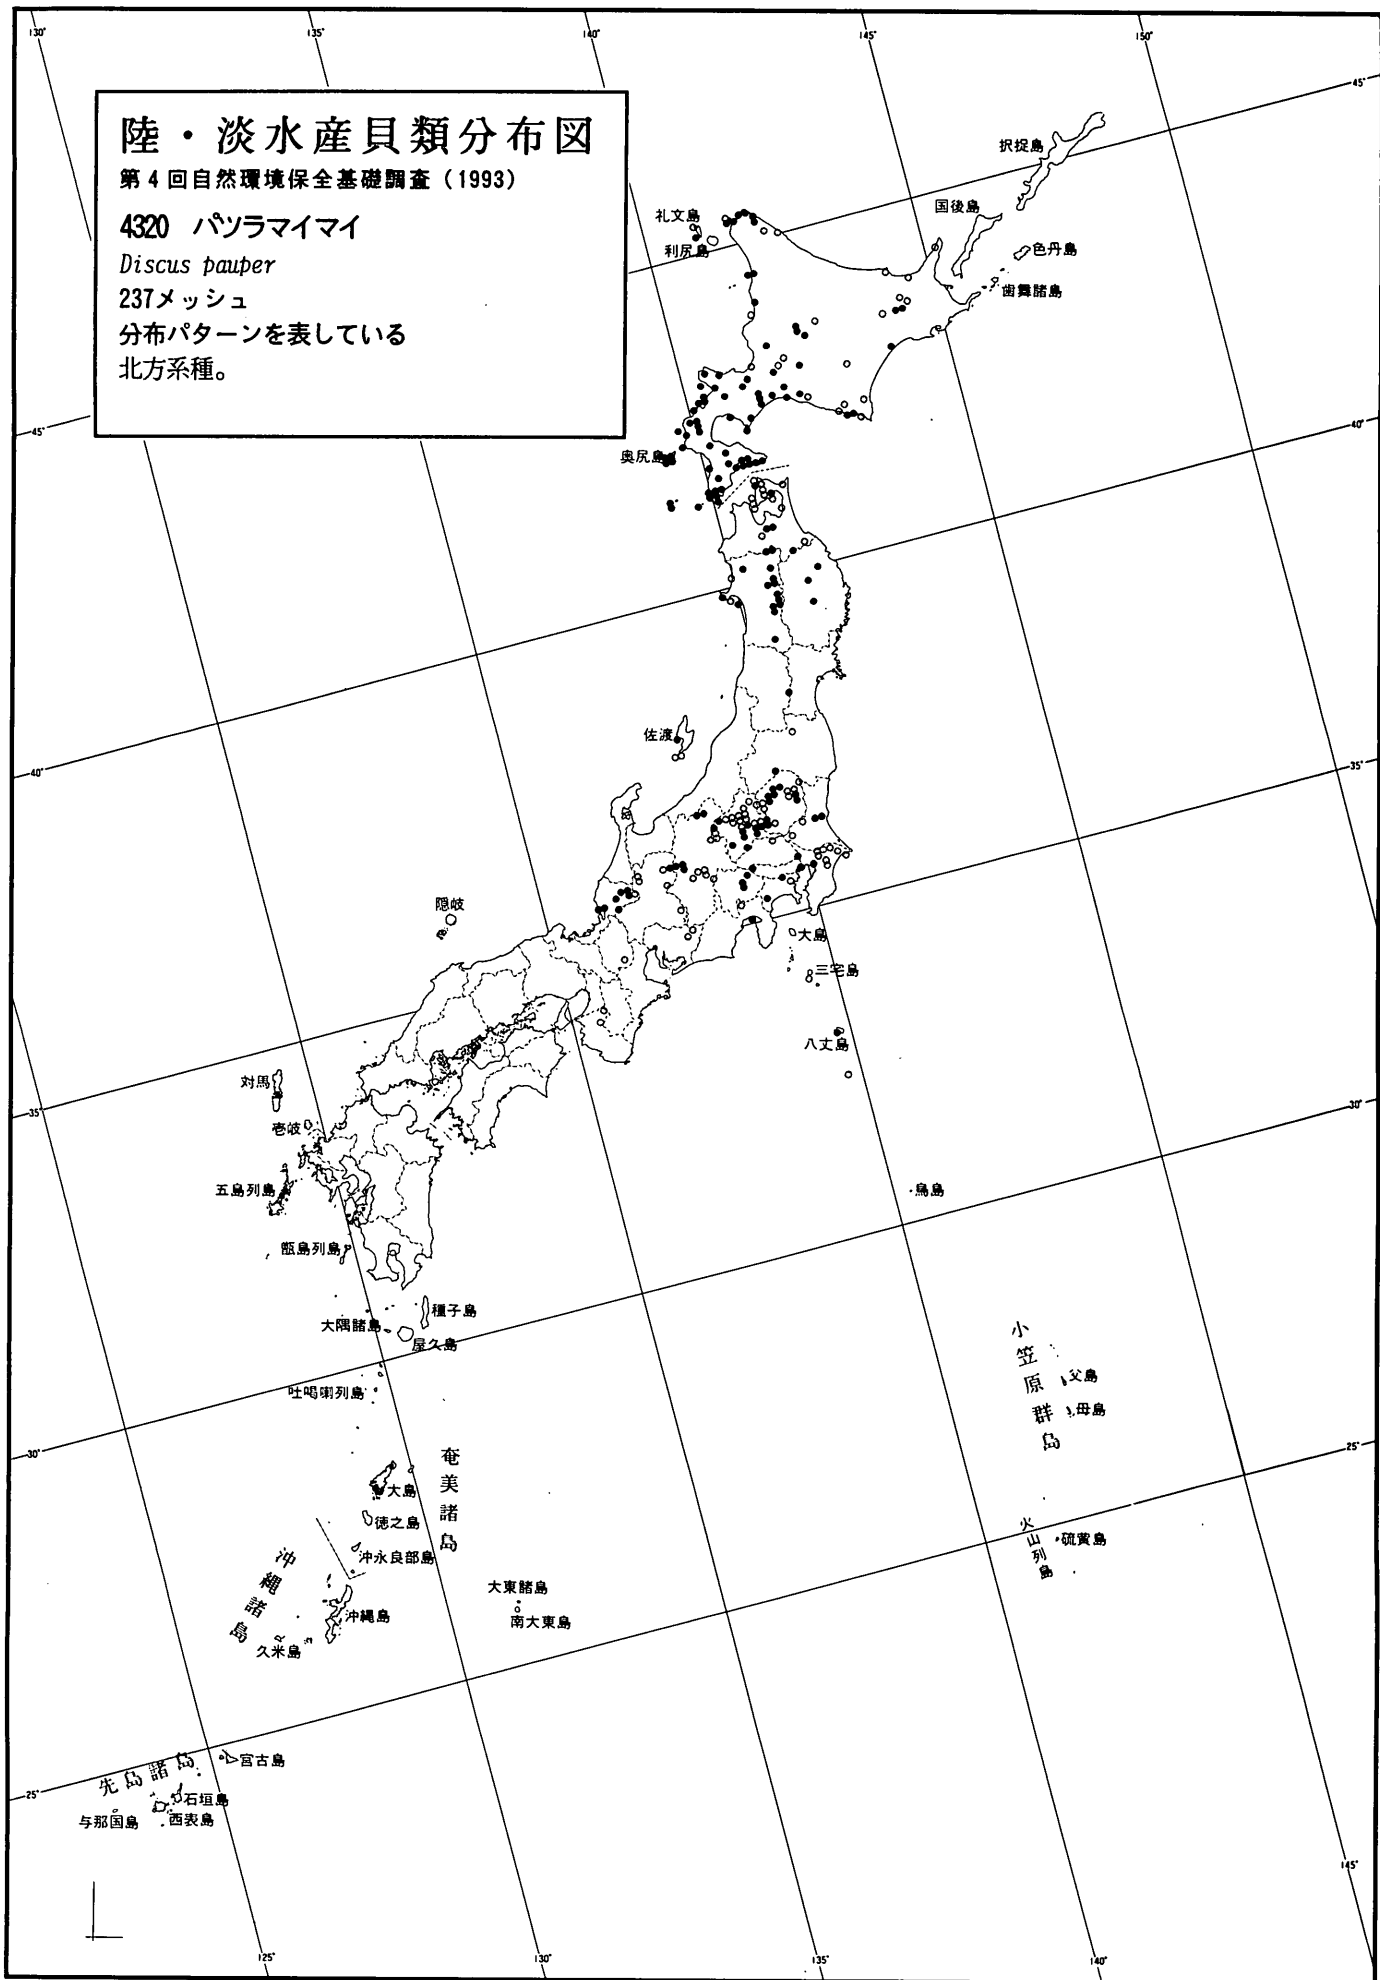 130°
135°
140°
145°
150°
45°
陸・淡水産貝類分布図
第4回自然環境保全基礎調査(1993)
4320 パツラマイマイ
Discus pauper
237メッシュ
分布パターンを表している
北方系種。
択捉島
国後島
色丹島
歯舞諸島
礼文島
利尻島
奥尻島
45°
40°
佐渡
40°
35°
隠岐
大島
三宅島
八丈島
対馬
壱岐
35°
30°
五島列島
鳥島
甑島列島
種子島
大隅諸島
屋久島
吐噶喇列島
小笠原群島
父島
母島
30°
25°
奄美諸島
大島
徳之島
沖永良部島
火山列島
硫黄島
沖縄諸島
沖縄島
久米島
大東諸島
南大東島
先島諸島
宮古島
石垣島
西表島
与那国島
25°
145°
125°
130°
135°
140°